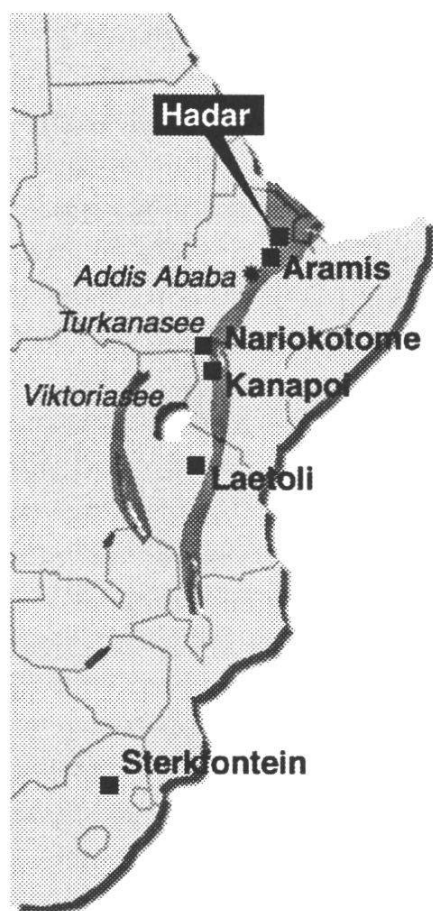 Hadar
Addis Ababa
Aramis
Turkanasee
Nariokotome
Kanapoi
Viktoriasee
Laetoli
Sterkfontein